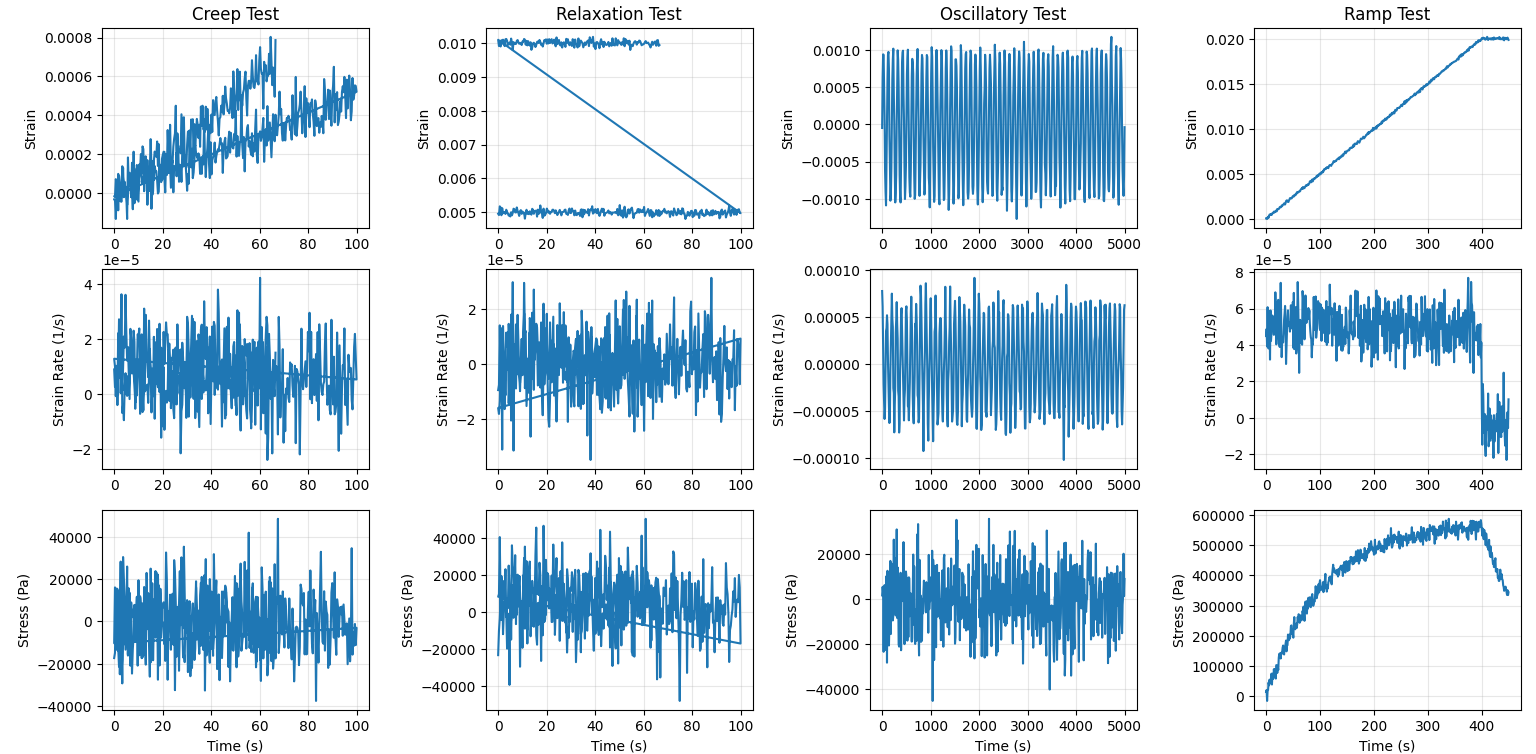 Creep Test
Relaxation Test
Oscillatory Test
Ramp Test
Strain
0.0008
0.0006
0.0004
0.0002
0.0000
0 20 40 60 80 100
Strain
0.010
0.009
0.008
0.007
0.006
0.005
0 20 40 60 80 100
Strain
0.0010
0.0005
0.0000
−0.0005
−0.0010
0 1000 2000 3000 4000 5000
Strain
0.020
0.015
0.010
0.005
0.000
0 100 200 300 400
1e−5
Strain Rate (1/s)
4
2
0
−2
0 20 40 60 80 100
1e−5
Strain Rate (1/s)
2
0
−2
0 20 40 60 80 100
Strain Rate (1/s)
0.00010
0.00005
0.00000
−0.00005
−0.00010
0 1000 2000 3000 4000 5000
1e−5
Strain Rate (1/s)
8
6
4
2
0
−2
0 100 200 300 400
Stress (Pa)
40000
20000
0
−20000
−40000
0 20 40 60 80 100
Time (s)
Stress (Pa)
40000
20000
0
−20000
−40000
0 20 40 60 80 100
Time (s)
Stress (Pa)
20000
0
−20000
−40000
0 1000 2000 3000 4000 5000
Time (s)
Stress (Pa)
600000
500000
400000
300000
200000
100000
0
0 100 200 300 400
Time (s)